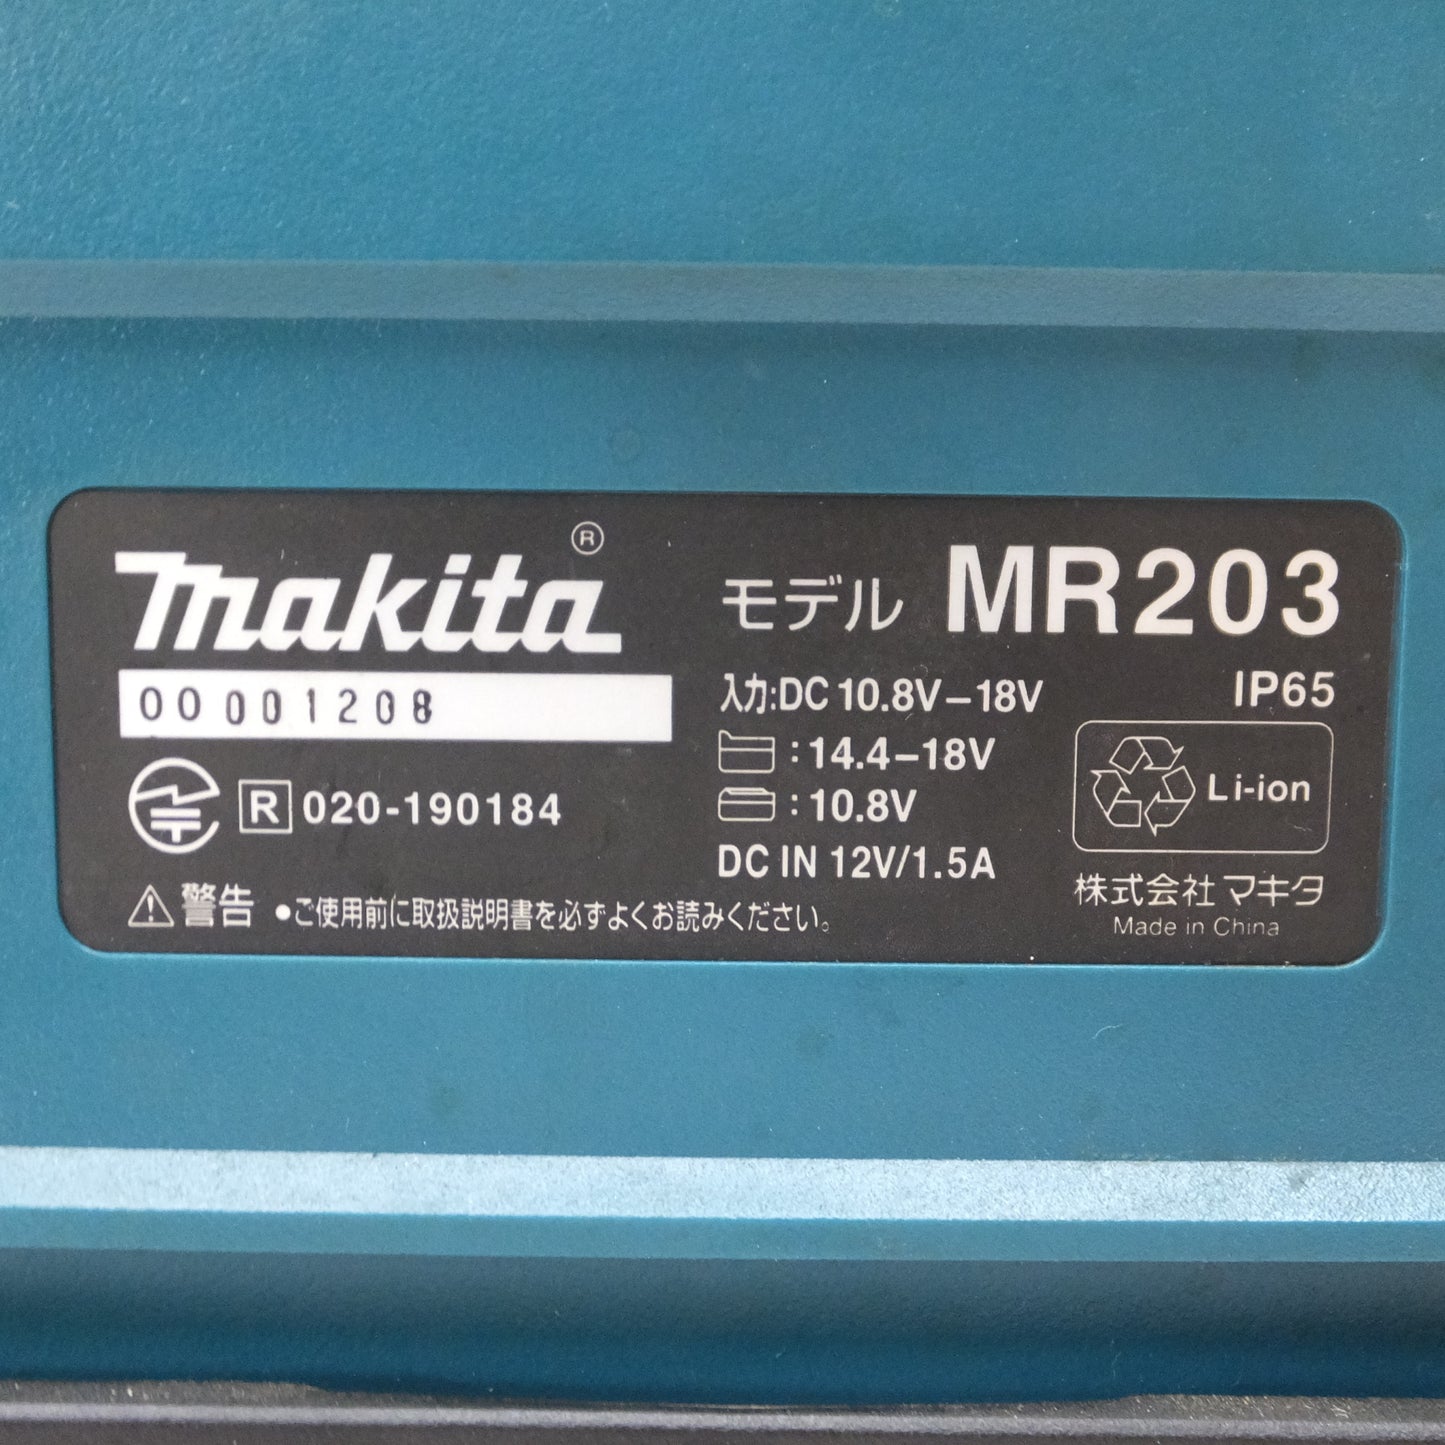 makita®
モデル MR203
00 0001208
入力:DC 10.8V－18V
IP65
:14.4－18V
:10.8V
DC IN 12V/1.5A
Li-ion
R 020-190184
警告 ●ご使用前に取扱説明書を必ずよくお読みください。
株式会社マキタ
Made in China